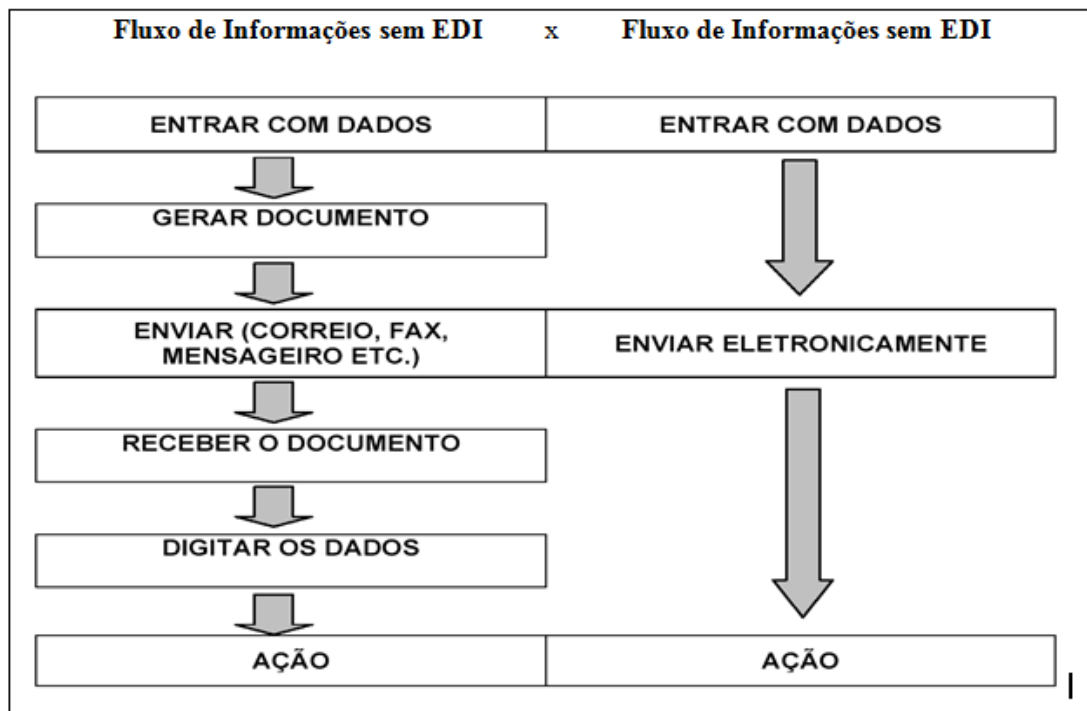 Fluxo de Informações sem EDI x Fluxo de Informações sem EDI
ENTRAR COM DADOS
ENTRAR COM DADOS
GERAR DOCUMENTO
ENVIAR (CORREIO, FAX,
MENSAGEIRO ETC.)
ENVIAR ELETRONICAMENTE
RECEBER O DOCUMENTO
DIGITAR OS DADOS
AÇÃO
AÇÃO